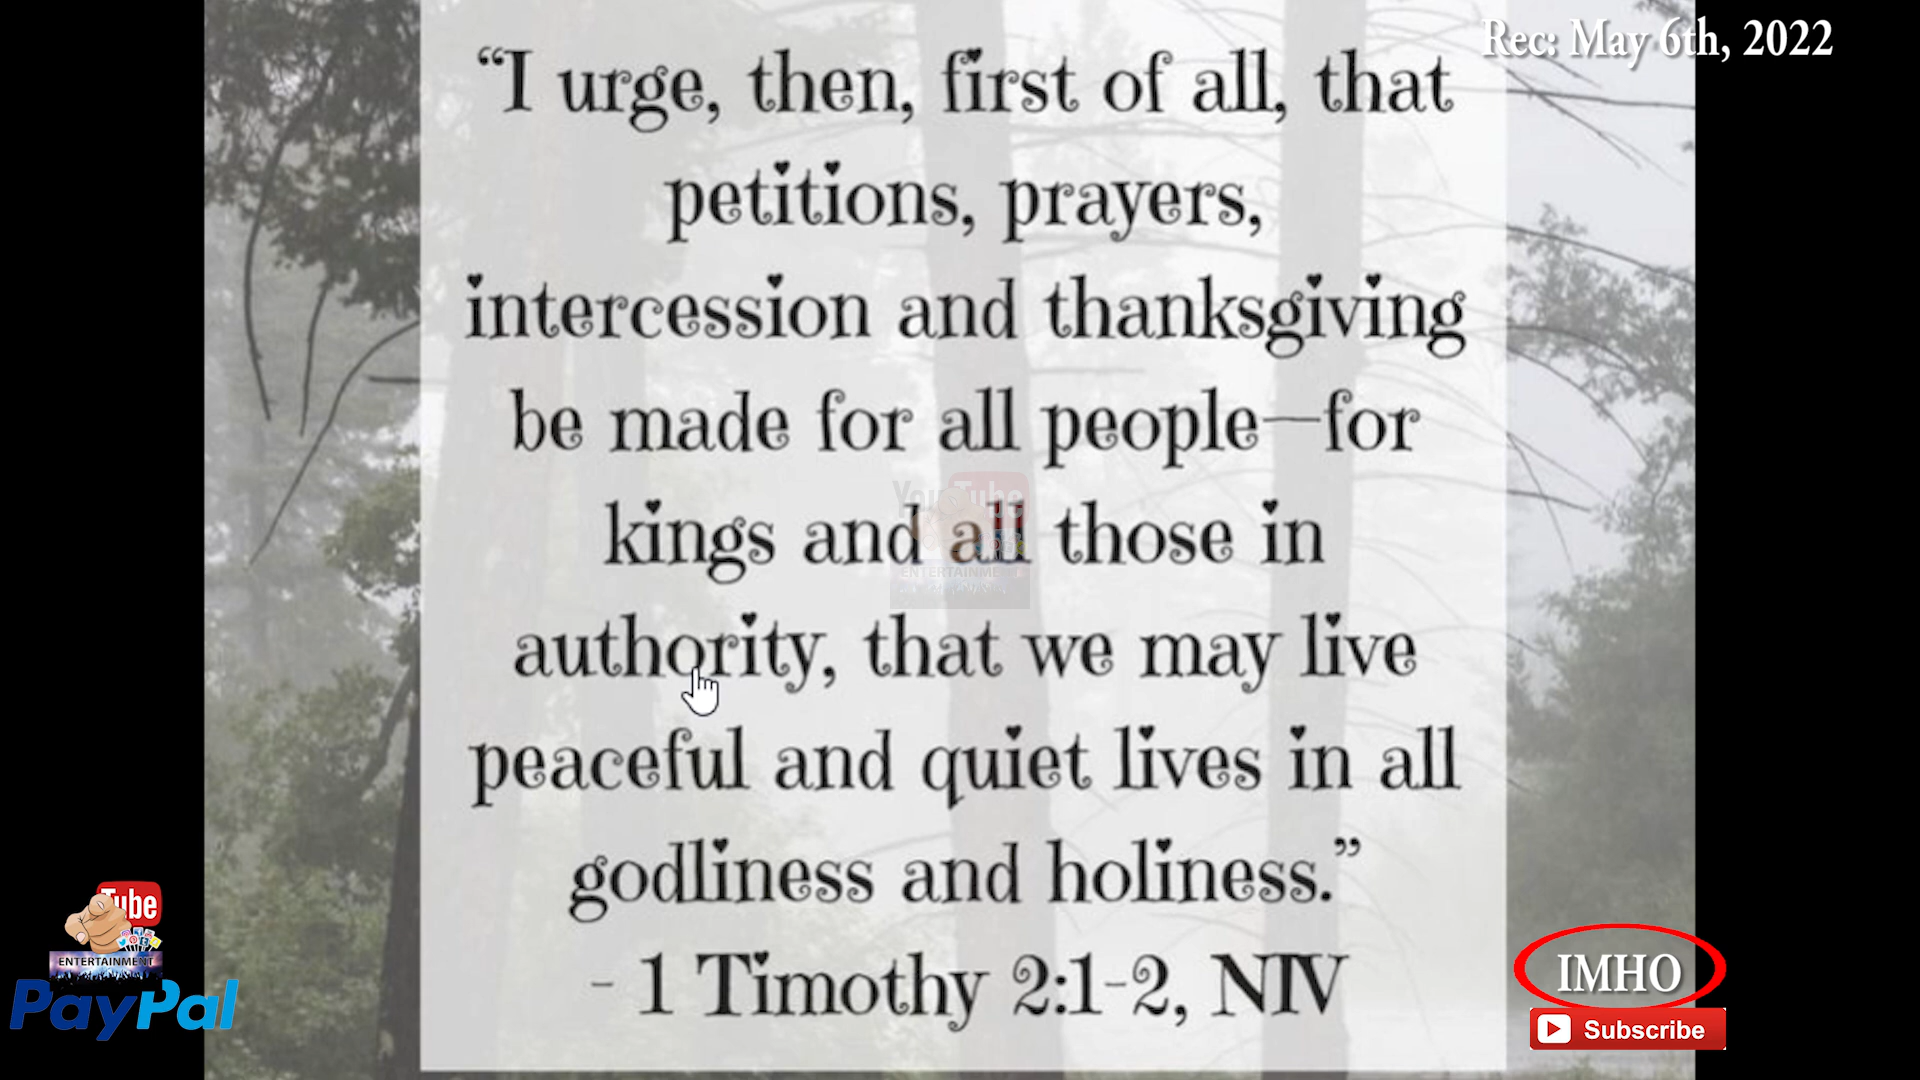 Rec: May 6th, 2022
“I urge, then, first of all, that
petitions, prayers,
intercession and thanksgiving
be made for all people—for
kings and all those in
authority, that we may live
peaceful and quiet lives in all
godliness and holiness.”
- 1 Timothy 2:1-2, NIV
YouTube
ENTERTAINMENT
Tube
ENTERTAINMENT
PayPal
IMHO
Subscribe